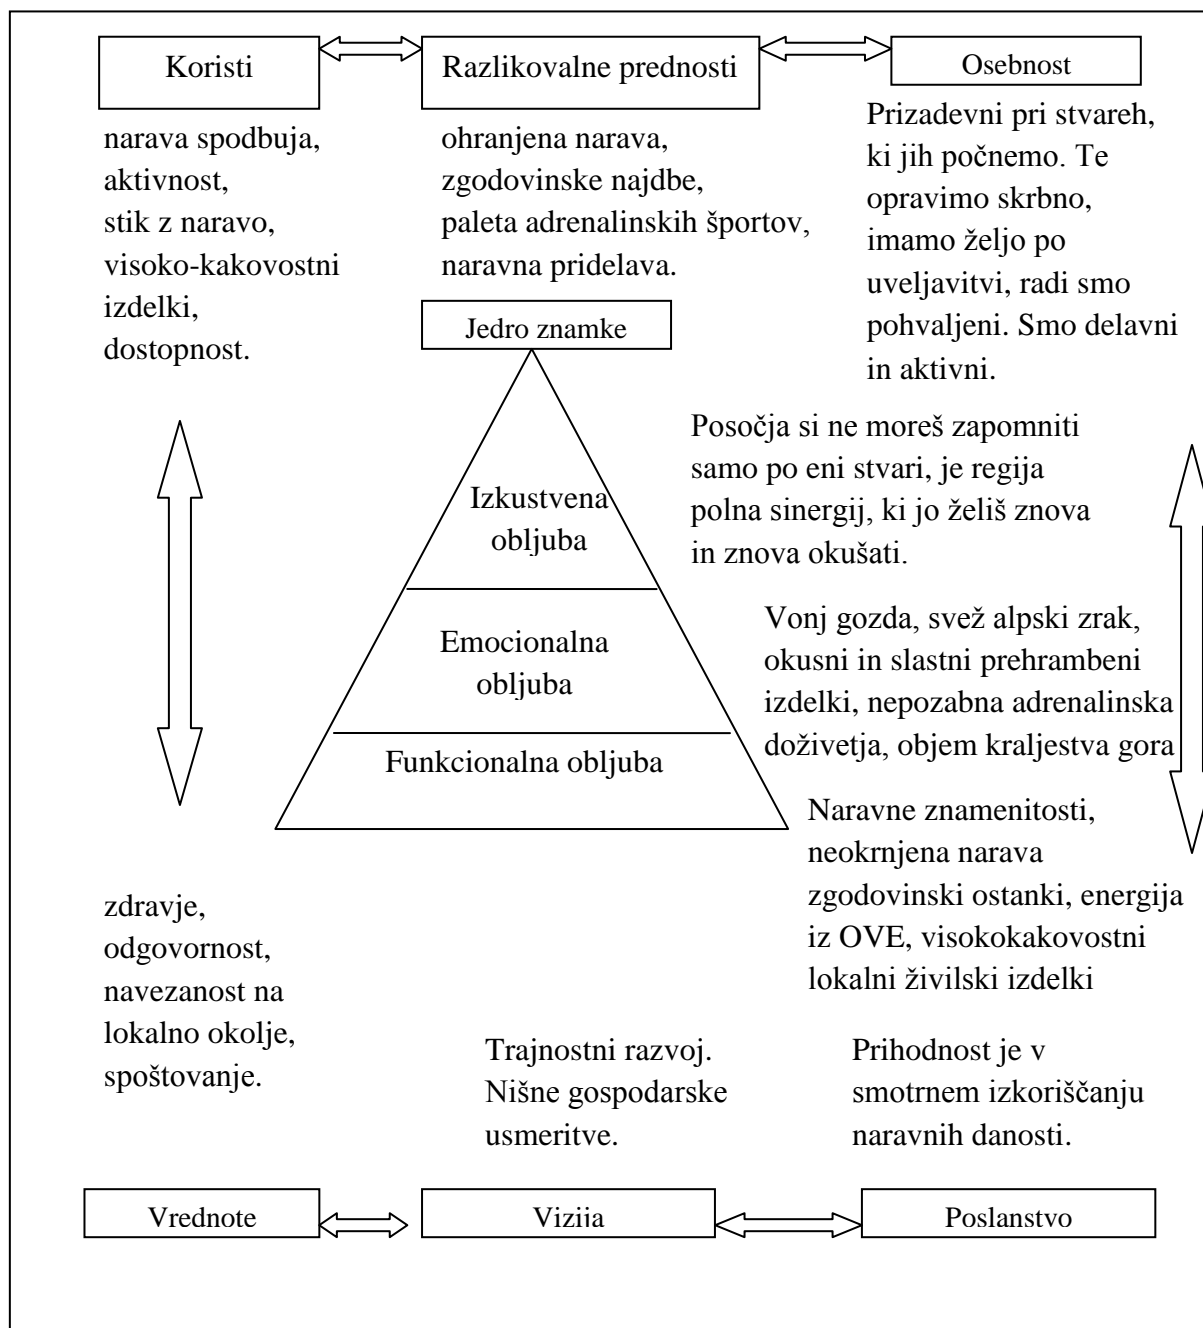 Koristi
Razlikovalne prednosti
Osebnost
narava spodbuja,
aktivnost,
stik z naravo,
visoko-kakovostni
izdelki,
dostopnost.
ohranjena narava,
zgodovinske najdbe,
paleta adrenalinskih športov,
naravna pridelava.
Prizadevni pri stvareh,
ki jih počnemo. Te
opravimo skrbno,
imamo željo po
uveljavitvi, radi smo
pohvaljeni. Smo delavni
in aktivni.
Jedro znamke
Izkustvena
obljuba
Posočja si ne moreš zapomniti
samo po eni stvari, je regija
polna sinergij, ki jo želiš znova
in znova okušati.
Emocionalna
obljuba
Vonj gozda, svež alpski zrak,
okusni in slastni prehrambeni
izdelki, nepozabna adrenalinska
doživetja, objem kraljestva gora
Funkcionalna obljuba
Naravne znamenitosti,
neokrnjena narava
zgodovinski ostanki, energija
iz OVE, visokokakovostni
lokalni živilski izdelki
zdravje,
odgovornost,
navezanost na
lokalno okolje,
spoštovanje.
Trajnostni razvoj.
Nišne gospodarske
usmeritve.
Prihodnost je v
smotrnem izkoriščanju
naravnih danosti.
Vrednote
Vizija
Poslanstvo